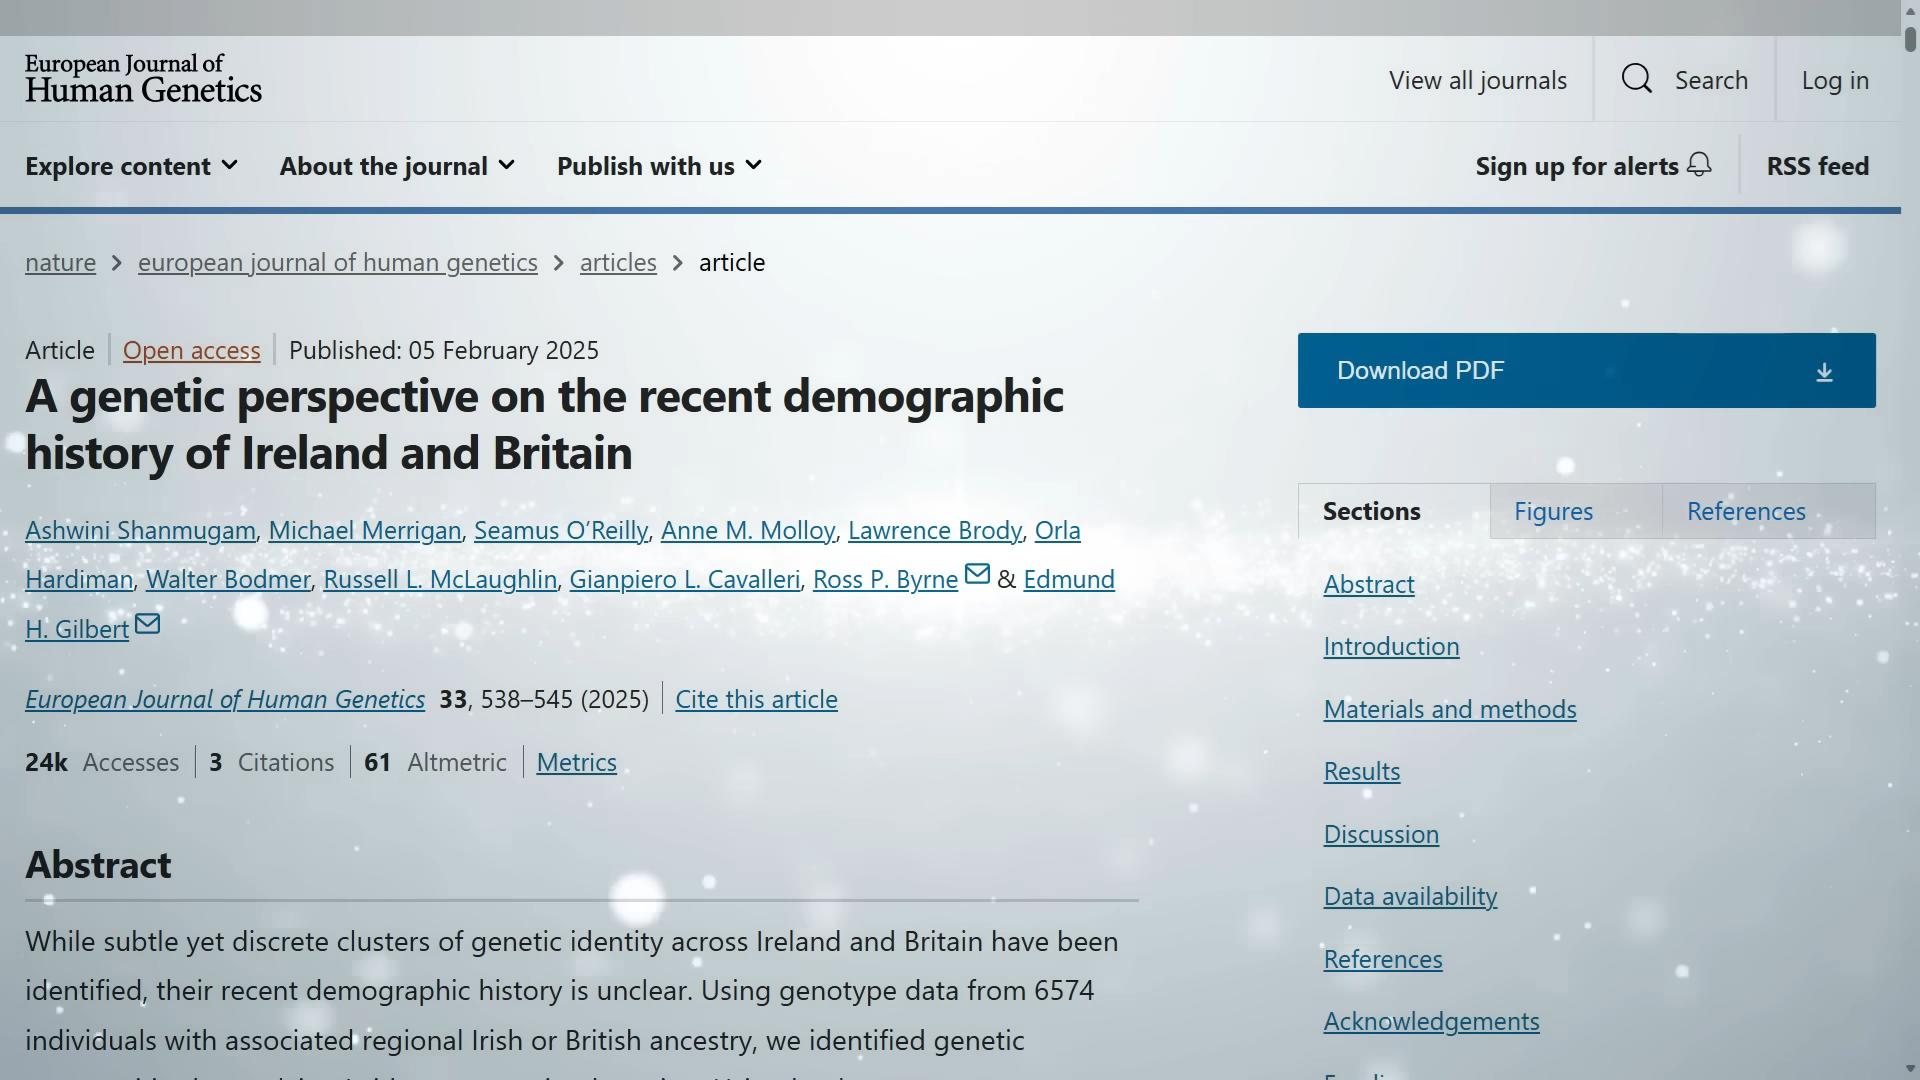 European Journal of
Human Genetics
View all journals
Search
Log in
Explore content
About the journal
Publish with us
Sign up for alerts
RSS feed
nature > european journal of human genetics > articles > article
Article | Open access | Published: 05 February 2025
A genetic perspective on the recent demographic
history of Ireland and Britain
Ashwini Shanmugam, Michael Merrigan, Seamus O’Reilly, Anne M. Molloy, Lawrence Brody, Orla
Hardiman, Walter Bodmer, Russell L. McLaughlin, Gianpiero L. Cavalleri, Ross P. Byrne & Edmund
H. Gilbert
European Journal of Human Genetics 33, 538–545 (2025) | Cite this article
24k Accesses | 3 Citations | 61 Altmetric | Metrics
Abstract
While subtle yet discrete clusters of genetic identity across Ireland and Britain have been
identified, their recent demographic history is unclear. Using genotype data from 6574
individuals with associated regional Irish or British ancestry, we identified genetic
Download PDF
Sections
Figures
References
Abstract
Introduction
Materials and methods
Results
Discussion
Data availability
References
Acknowledgements